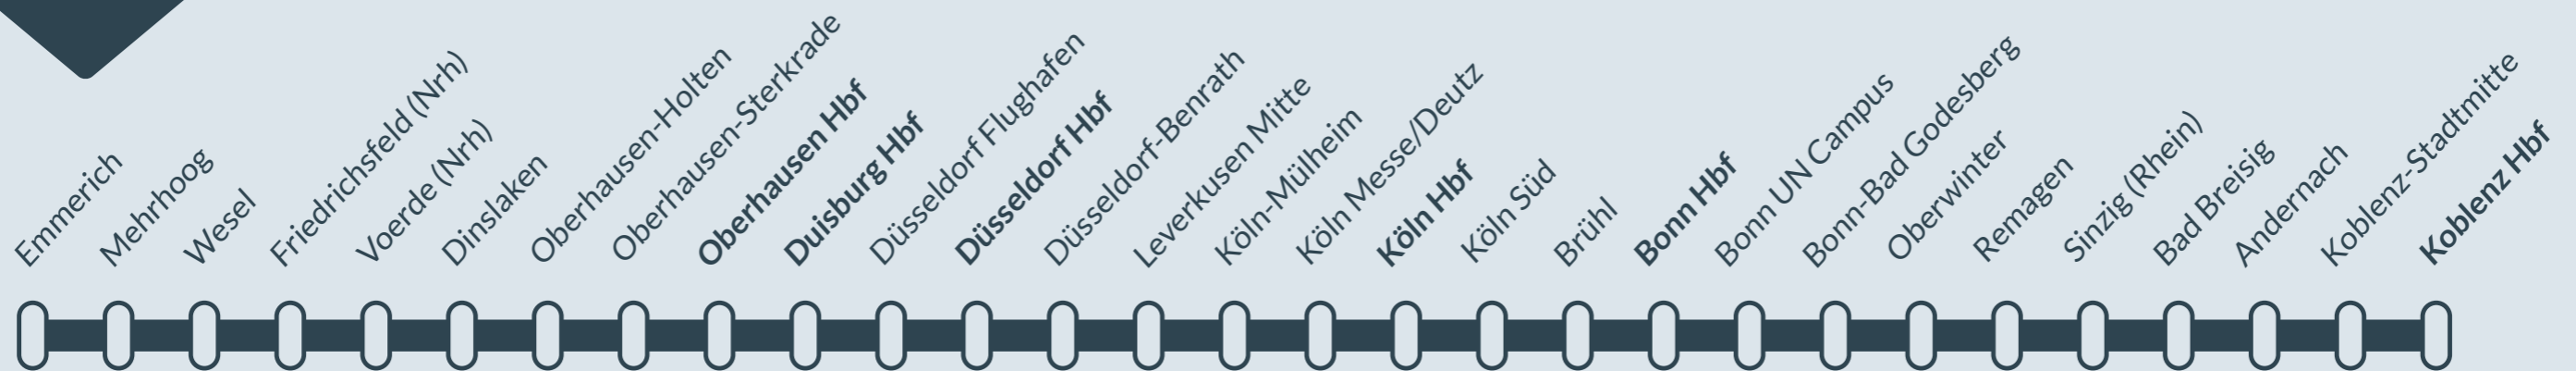 Emmerich
Mehrhoog
Wesel
Friedrichsfeld (Nrh)
Voerde (Nrh)
Dinslaken
Oberhausen-Holten
Oberhausen-Sterkrade
Oberhausen Hbf
Duisburg Hbf
Düsseldorf Flughafen
Düsseldorf Hbf
Düsseldorf-Benrath
Leverkusen Mitte
Köln-Mülheim
Köln Messe/Deutz
Köln Hbf
Köln Süd
Brühl
Bonn Hbf
Bonn UN Campus
Bonn-Bad Godesberg
Oberwinter
Remagen
Sinzig (Rhein)
Bad Breisig
Andernach
Koblenz-Stadtmitte
Koblenz Hbf